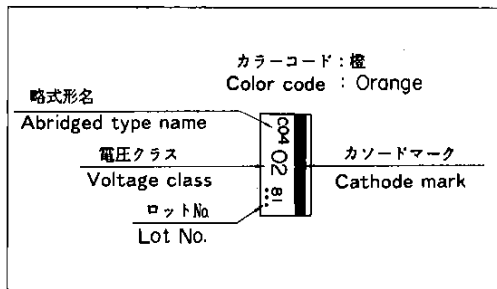 カラーコード：橙
Color code : Orange
略式形名
Abridged type name
電圧クラス
Voltage class
ロットNo.
Lot No.
C04 02 81
カソードマーク
Cathode mark